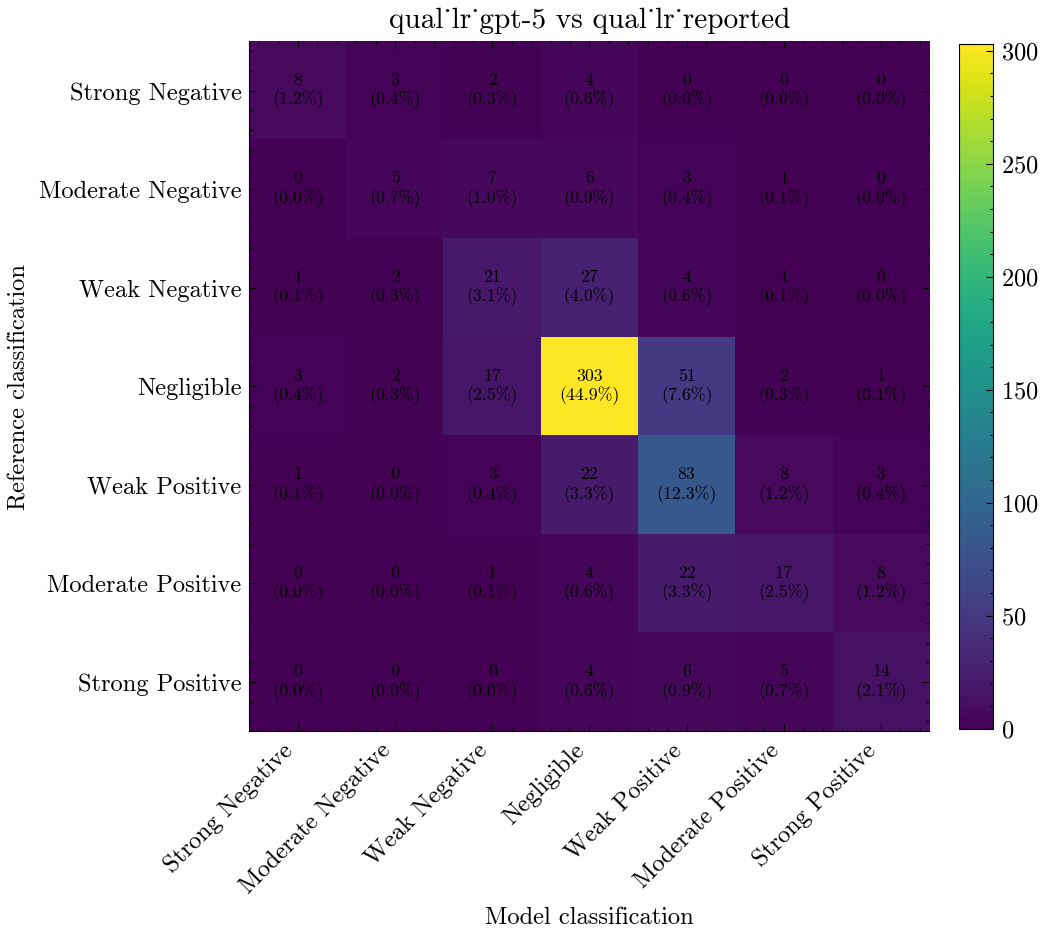 qual˙lr˙gpt-5 vs qual˙lr˙reported
Strong Negative
8 3 2 4 0 0 0
(1.2%) (0.4%) (0.3%) (0.6%) (0.0%) (0.0%) (0.0%)
Moderate Negative
0 5 7 6 3 1 0
(0.0%) (0.7%) (1.0%) (0.9%) (0.4%) (0.1%) (0.0%)
Weak Negative
1 2 21 27 4 1 0
(0.1%) (0.3%) (3.1%) (4.0%) (0.6%) (0.1%) (0.0%)
Negligible
3 2 17 303 51 2 1
(0.4%) (0.3%) (2.5%) (44.9%) (7.6%) (0.3%) (0.1%)
Weak Positive
1 0 3 22 83 8 3
(0.1%) (0.0%) (0.4%) (3.3%) (12.3%) (1.2%) (0.4%)
Moderate Positive
0 0 1 4 22 17 8
(0.0%) (0.0%) (0.1%) (0.6%) (3.3%) (2.5%) (1.2%)
Strong Positive
0 0 0 4 6 5 14
(0.0%) (0.0%) (0.0%) (0.6%) (0.9%) (0.7%) (2.1%)
Reference classification
Strong Negative
Moderate Negative
Weak Negative
Negligible
Weak Positive
Moderate Positive
Strong Positive
Model classification
300
250
200
150
100
50
0